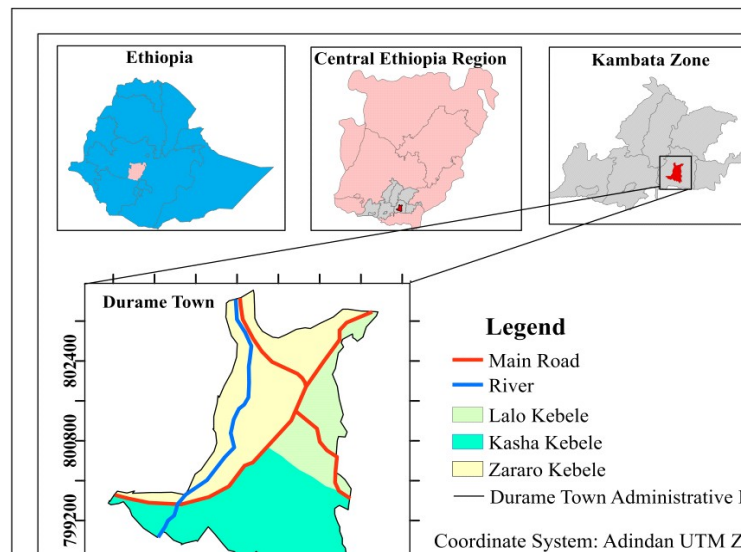 Ethiopia
Central Ethiopia Region
Kambata Zone
Durame Town
802400
800800
799200
Legend
Main Road
River
Lalo Kebele
Kasha Kebele
Zararo Kebele
Durame Town Administrative
Coordinate System: Adindan UTM